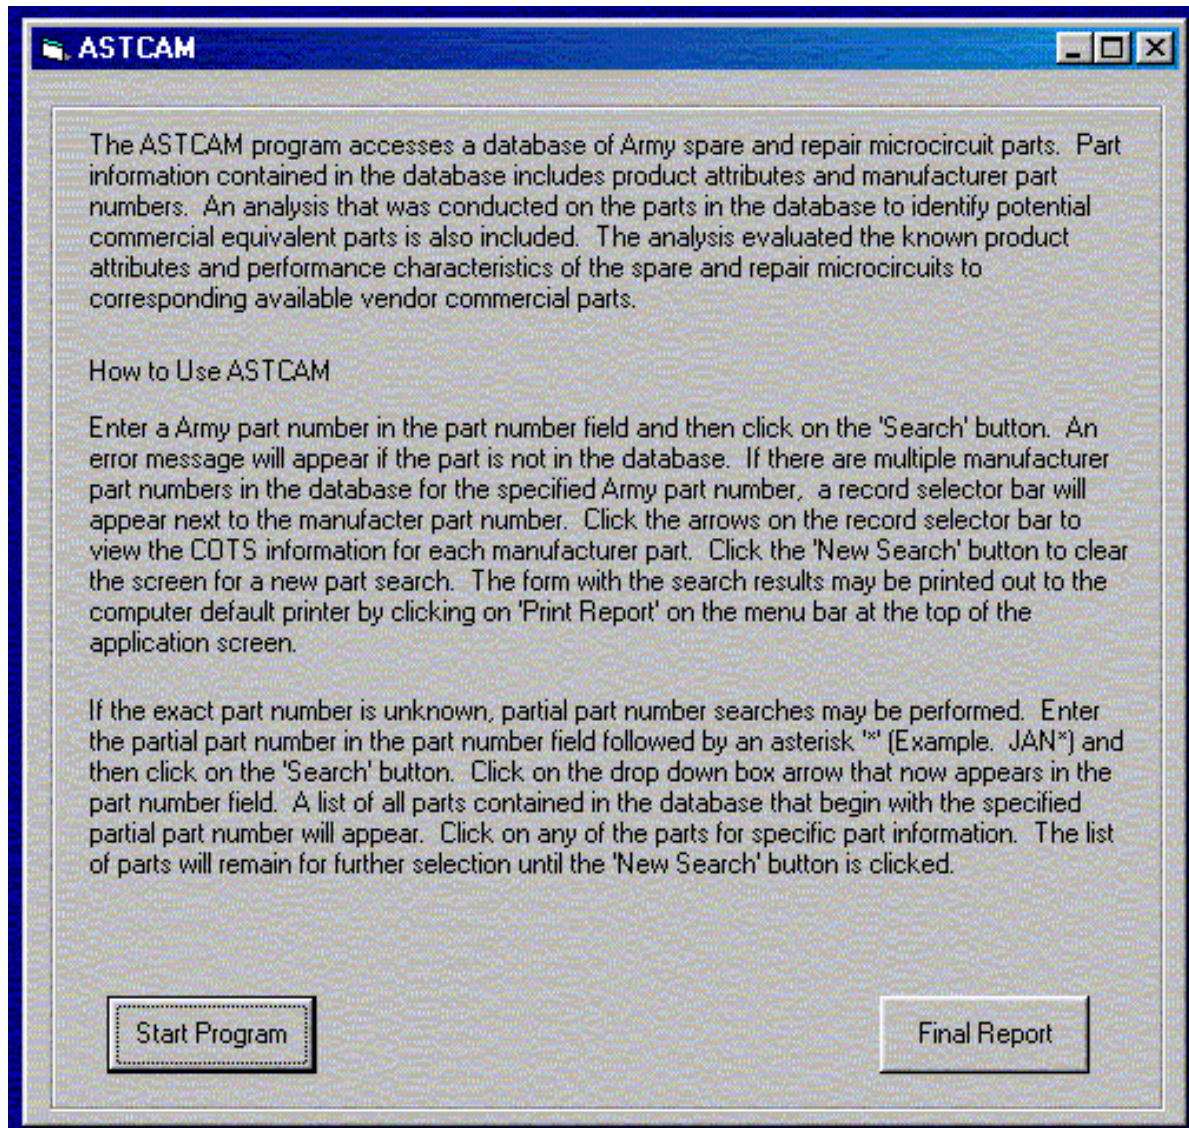 ASTCAM
The ASTCAM program accesses a database of Army spare and repair microcircuit parts.  Part
information contained in the database includes product attributes and manufacturer part
numbers.  An analysis that was conducted on the parts in the database to identify potential
commercial equivalent parts is also included.  The analysis evaluated the known product
attributes and performance characteristics of the spare and repair microcircuits to
corresponding available vendor commercial parts.
How to Use ASTCAM
Enter a Army part number in the part number field and then click on the 'Search' button.  An
error message will appear if the part is not in the database.  If there are multiple manufacturer
part numbers in the database for the specified Army part number,  a record selector bar will
appear next to the manufacter part number.  Click the arrows on the record selector bar to
view the COTS information for each manufacturer part.  Click the 'New Search' button to clear
the screen for a new part search.  The form with the search results may be printed out to the
computer default printer by clicking on 'Print Report' on the menu bar at the top of the
application screen.
If the exact part number is unknown, partial part number searches may be performed.  Enter
the partial part number in the part number field followed by an asterisk '*' (Example.  JAN*) and
then click on the 'Search' button.  Click on the drop down box arrow that now appears in the
part number field.  A list of all parts contained in the database that begin with the specified
partial part number will appear.  Click on any of the parts for specific part information.  The list
of parts will remain for further selection until the 'New Search' button is clicked.
Start Program
Final Report